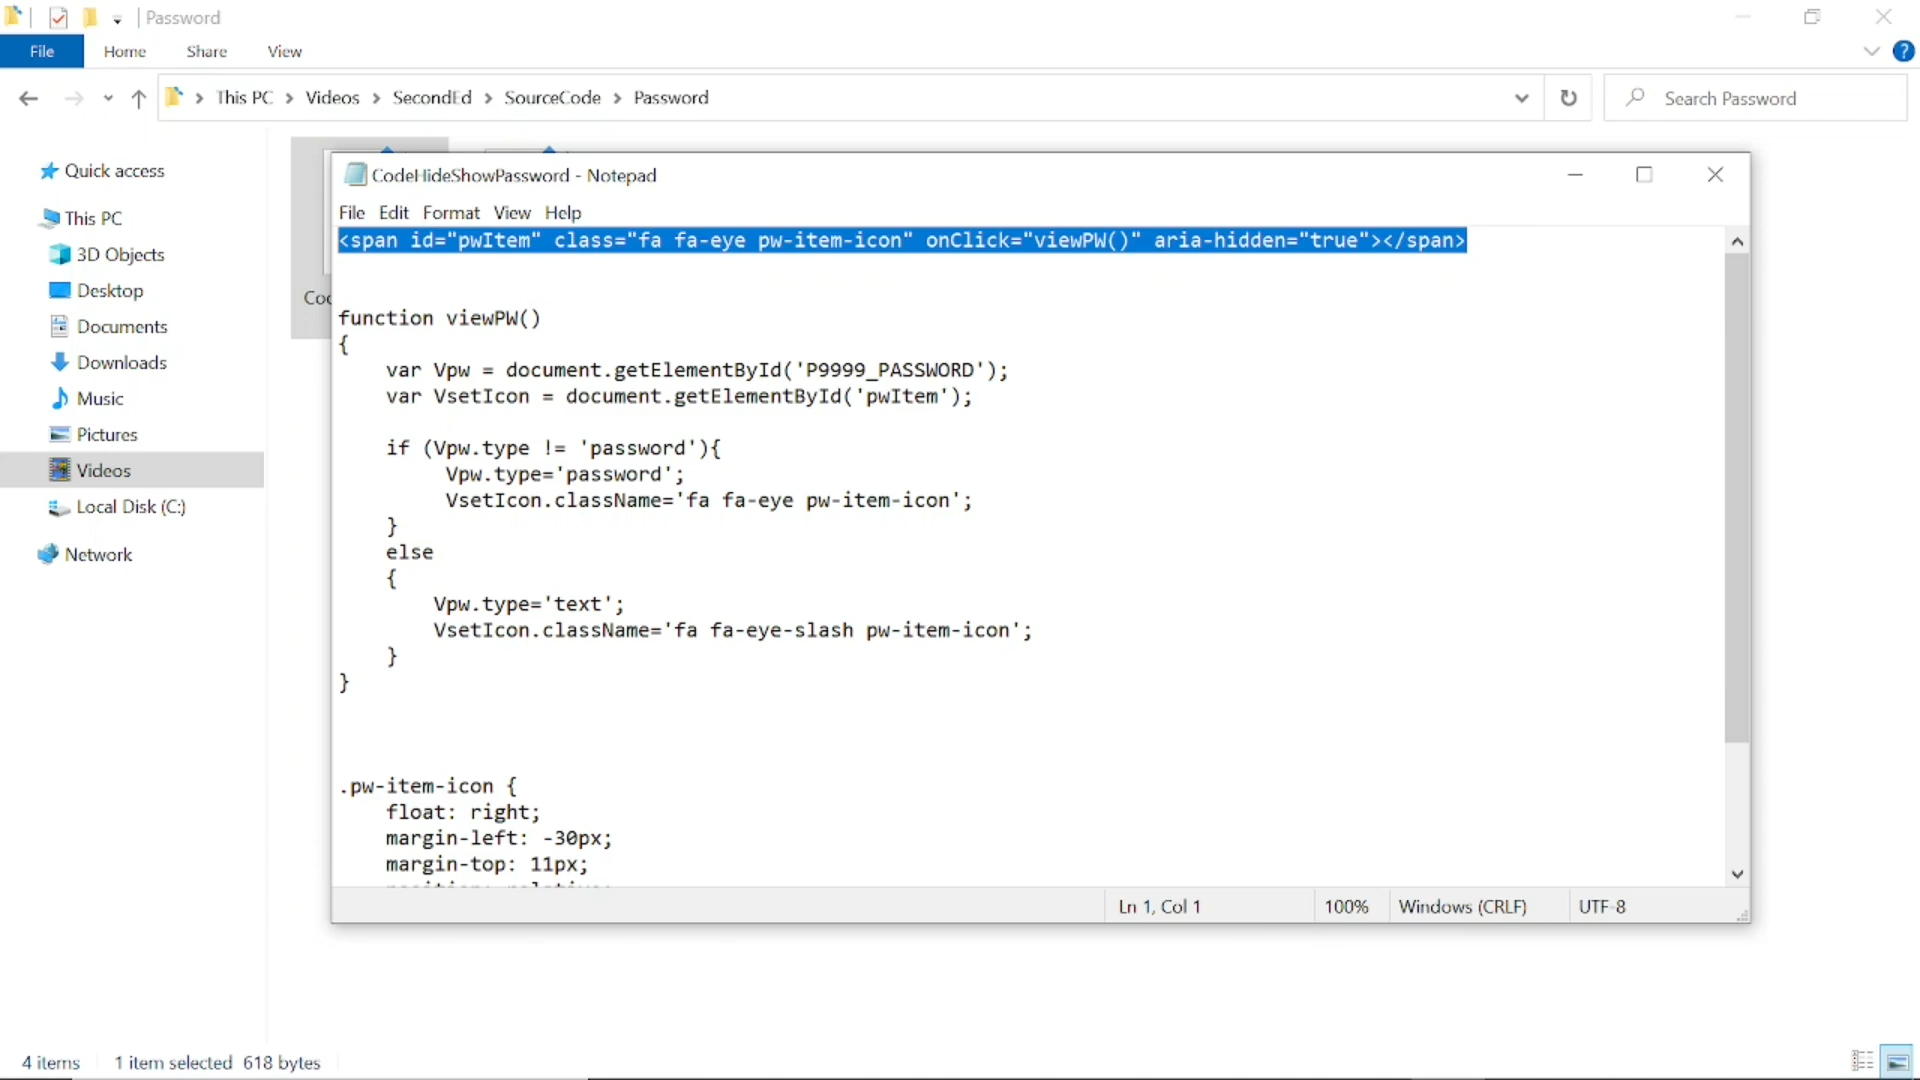 Password
File Home Share View
This PC Videos SecondEd SourceCode Password
Search Password
Quick access
This PC
3D Objects
Desktop
Documents
Downloads
Music
Pictures
Videos
Local Disk (C:)
Network
CodeHideShowPassword - Notepad
File Edit Format View Help
<span id="pwItem" class="fa fa-eye pw-item-icon" onClick="viewPW()" aria-hidden="true"></span>
function viewPW()
{
var Vpw = document.getElementById('P9999_PASSWORD');
var VsetIcon = document.getElementById('pwItem');
if (Vpw.type != 'password'){
Vpw.type='password';
VsetIcon.className='fa fa-eye pw-item-icon';
}
else
{
Vpw.type='text';
VsetIcon.className='fa fa-eye-slash pw-item-icon';
}
}
.pw-item-icon {
float: right;
margin-left: -30px;
margin-top: 11px;
Ln 1, Col 1 100% Windows (CRLF) UTF-8
4 items 1 item selected 618 bytes